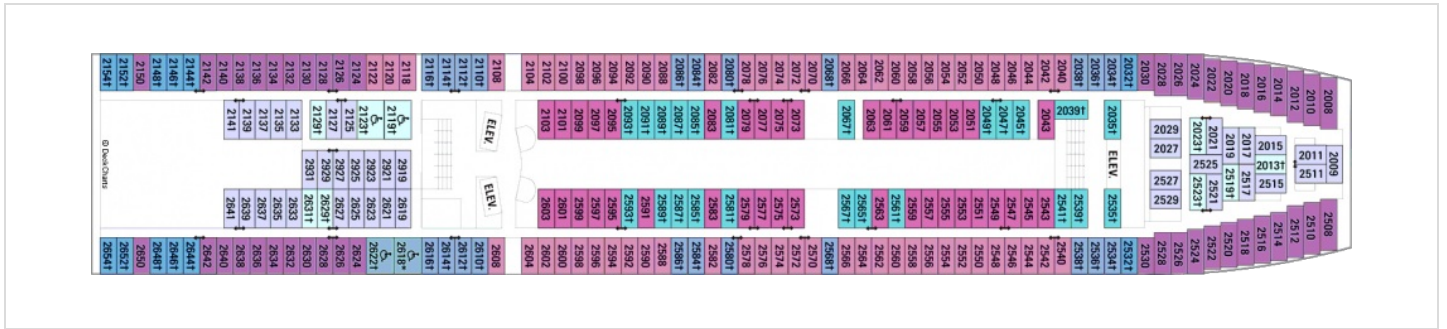 2154† 2152† 2150 2148† 2146† 2144† 2142 2140 2138 2136 2134 2132 2130 2128 2126 2124 2122 2120 2118 2116† 2114† 2112† 2110† 2108 2104 2102 2100 2098 2096 2094 2092 2090 2088 2086† 2084† 2082 2080† 2078 2076 2074 2072 2070 2068† 2066 2064 2062 2060 2058 2056 2054 2052 2050 2048 2046 2044 2042 2040 2038† 2036† 2034† 2032† 2030 2028 2026 2024 2022 2020 2018 2016 2014 2012 2010 2008
2141 2139 2137 2135 2133 2129† 2127 2125 2123† 2119† ELEV. 2103 2101 2099 2097 2095 2093† 2091† 2089† 2087† 2085† 2083 2081† 2079 2077 2075 2073 2067† 2063 2061 2059 2057 2055 2053 2051 2049† 2047† 2045† 2043 2039† 2035† 2029 2023† 2021 2019 2017 2015
2027 2013† 2011 2009
© DeckCharts
2931 2929 2927 2925 2923 2921 2919 ELEV. 2525 2511
2527 2523† 2521 2519† 2517 2515
2529
2641 2639 2637 2635 2633 2631† 2629† 2627 2625 2623 2621 2619 ELEV. 2603 2601 2599 2597 2595 2593† 2591 2589† 2587† 2585† 2583 2581† 2579 2577 2575 2573 2567† 2565† 2563 2561† 2559 2557 2555 2553 2551 2549 2547 2545 2543 2541† 2539† 2535†
2654† 2652† 2650 2648† 2646† 2644† 2642 2640 2638 2636 2634 2632 2630 2628 2626 2624 2622† 2618* 2616† 2614† 2612† 2610† 2608 2604 2602 2600 2598 2596 2594 2592 2590 2588 2586† 2584† 2582 2580† 2578 2576 2574 2572 2570 2568† 2566 2564 2562 2560 2558 2556 2554 2552 2550 2548 2546 2544 2542 2540 2538† 2536† 2534† 2532† 2530 2528 2526 2524 2522 2520 2518 2516 2514 2512 2510 2508